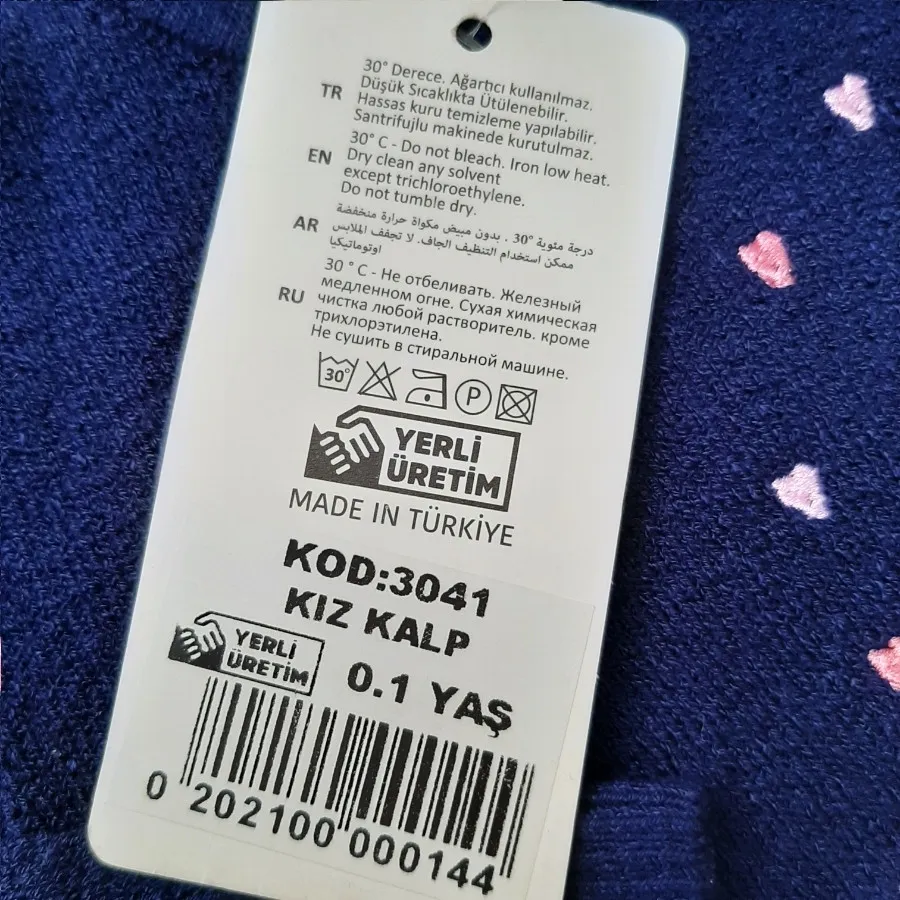 TR
30° Derece. Ağartıcı kullanılmaz.
Düşük Sıcaklıkta Ütülenebilir.
Hassas kuru temizleme yapılabilir.
Santrifujlu makinede kurutulmaz.
EN
30° C - Do not bleach. Iron low heat.
Dry clean any solvent
except trichloroethylene.
Do not tumble dry.
AR
درجة مئوية °30 . بدون مبيض مكواة حرارة منخفضة
ممكن استخدام التنظيف الجاف. لا تجفف الملابس
اوتوماتيكيا
RU
30 ° C - Не отбеливать. Железный
медленном огне. Сухая химическая
чистка любой растворитель. кроме
трихлорэтилена.
Не сушить в стиральной машине.
30° P
YERLİ
ÜRETİM
MADE IN TÜRKİYE
KOD:3041
KIZ KALP
YERLİ
ÜRETİM
0.1 YAŞ
0 202100 000144